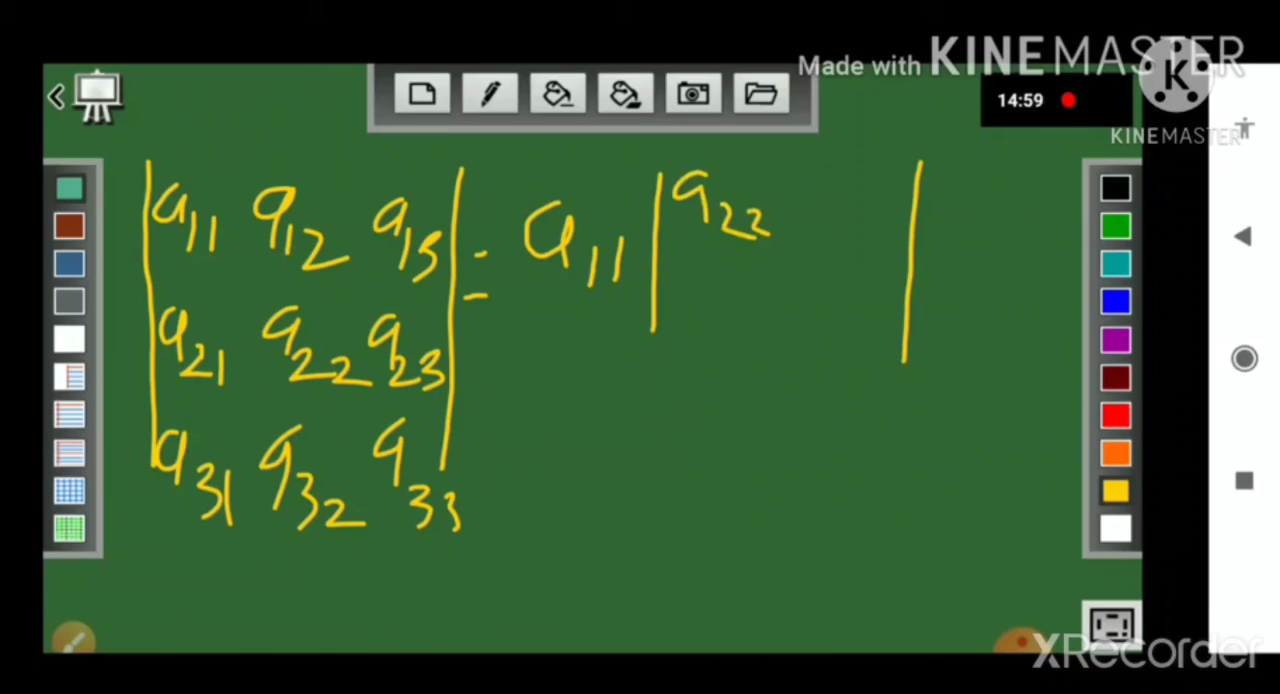 Made with KINEMASTER
K
14:59
KINEMASTER
| a11 a12 a13 | = a11 | a22 |
| a21 a22 a23 |
| a31 a32 a33 |
XRecorder